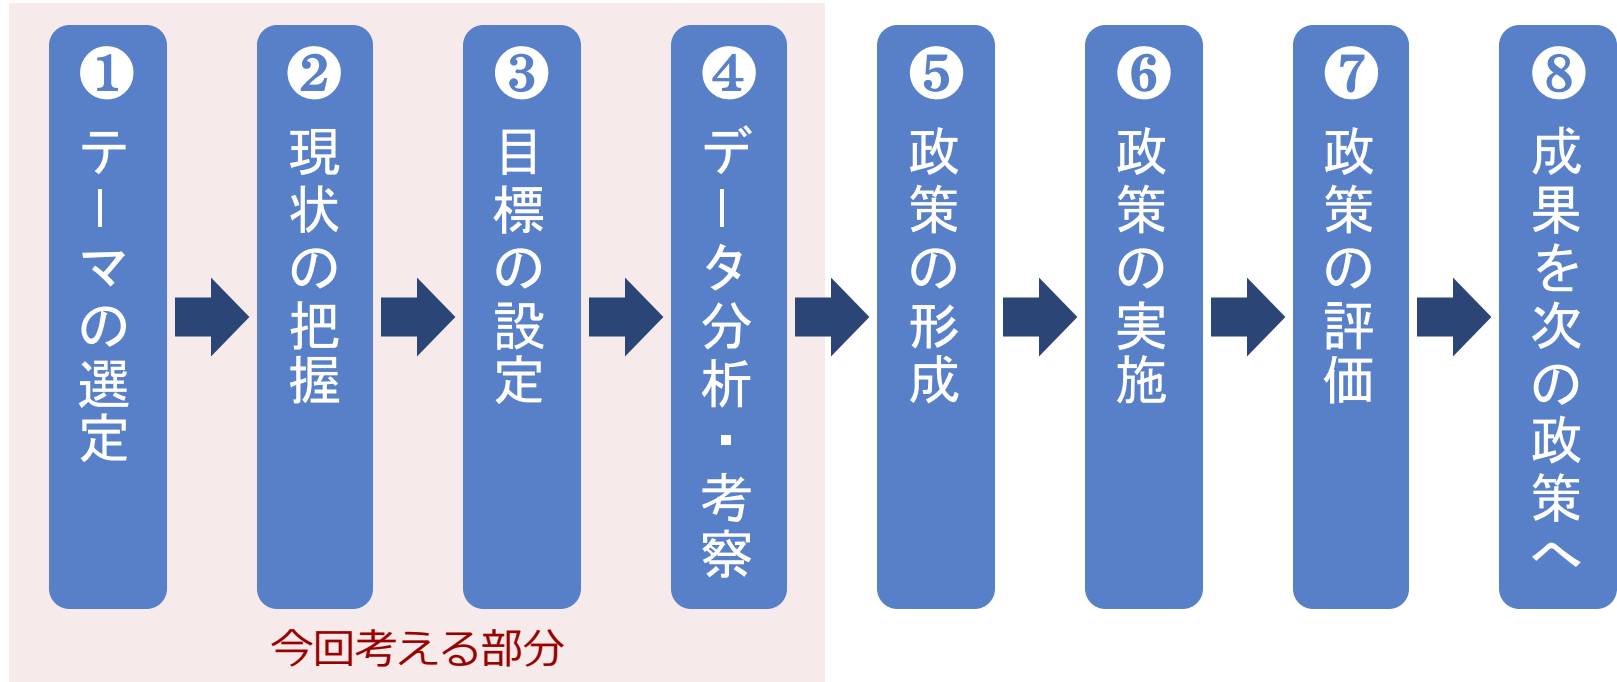 ❶テーマの選定
❷現状の把握
❸目標の設定
❹データ分析・考察
❺政策の形成
❻政策の実施
❼政策の評価
❽成果を次の政策へ
今回考える部分